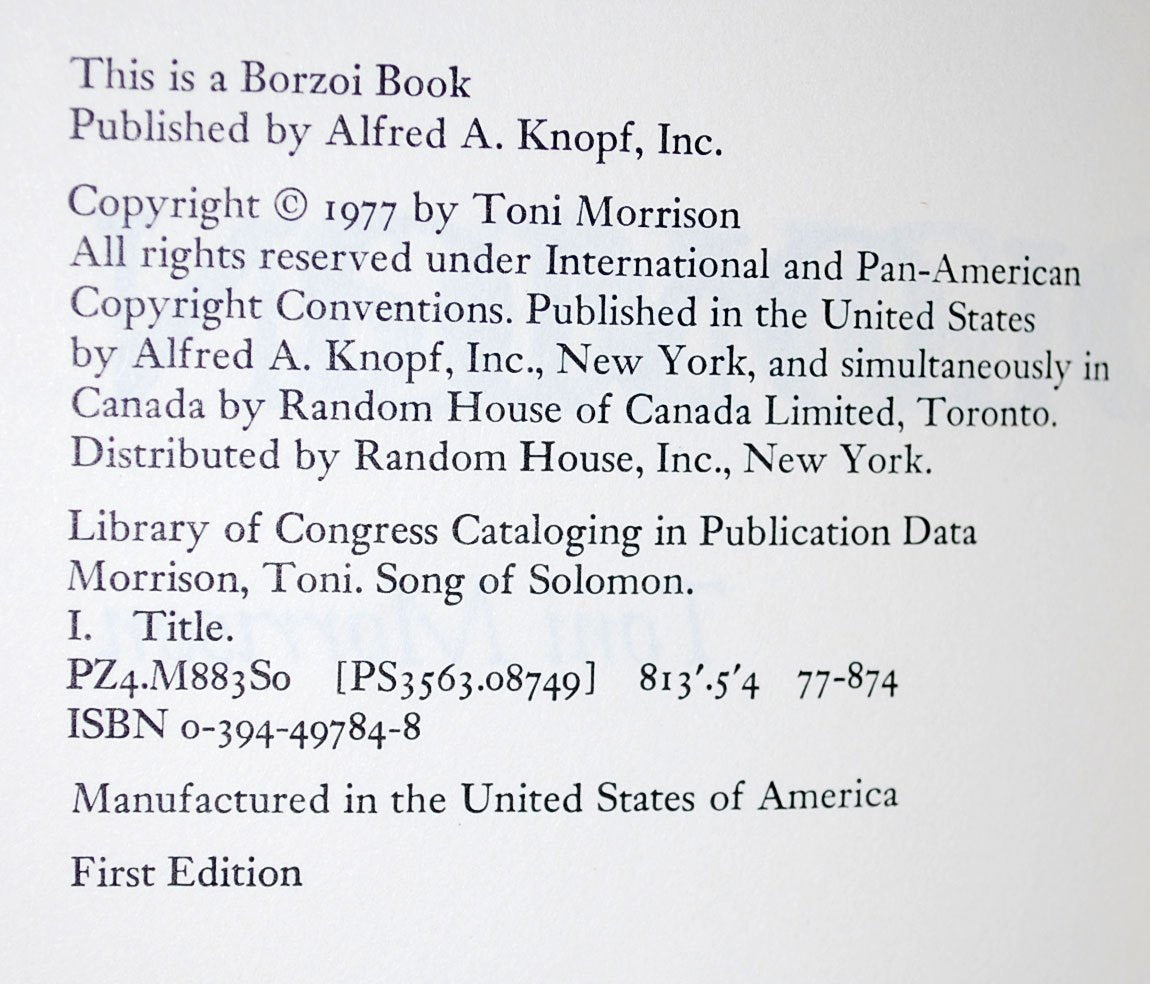 This is a Borzoi Book
Published by Alfred A. Knopf, Inc.
Copyright © 1977 by Toni Morrison
All rights reserved under International and Pan-American
Copyright Conventions. Published in the United States
by Alfred A. Knopf, Inc., New York, and simultaneously in
Canada by Random House of Canada Limited, Toronto.
Distributed by Random House, Inc., New York.
Library of Congress Cataloging in Publication Data
Morrison, Toni. Song of Solomon.
I. Title.
PZ4.M883So [PS3563.08749] 813'.5'4 77-874
ISBN 0-394-49784-8
Manufactured in the United States of America
First Edition